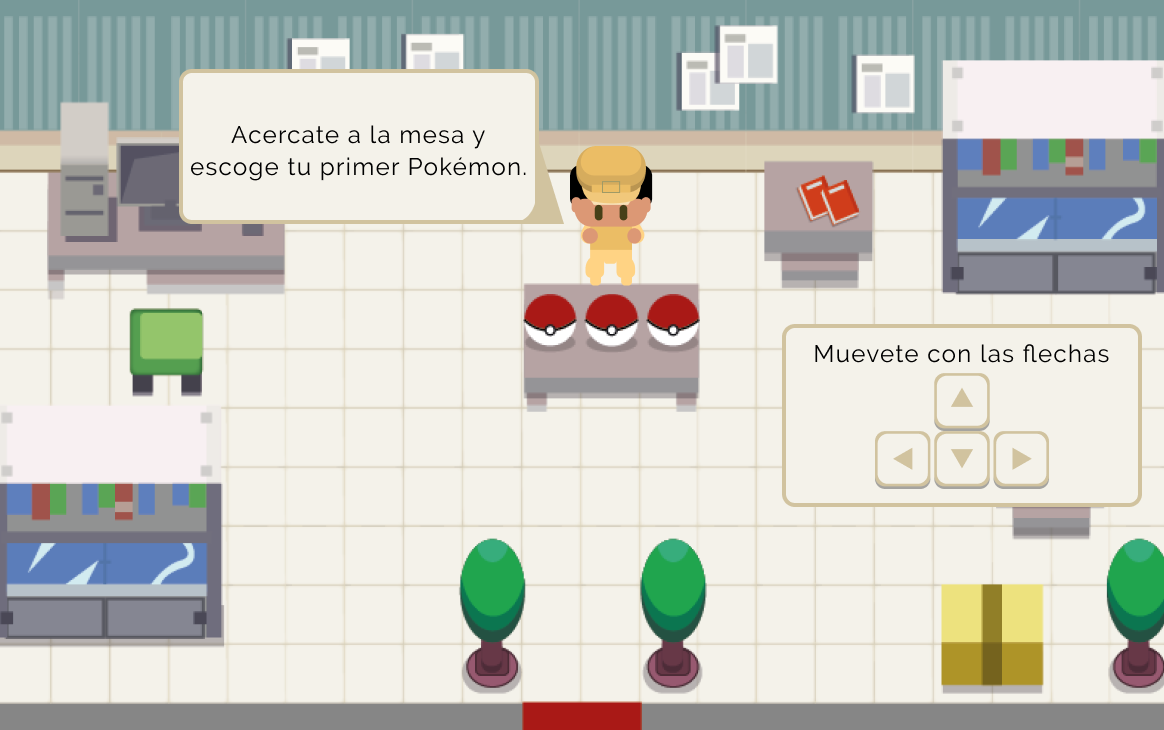 Acercate a la mesa y
escoge tu primer Pokémon.
Muevete con las flechas